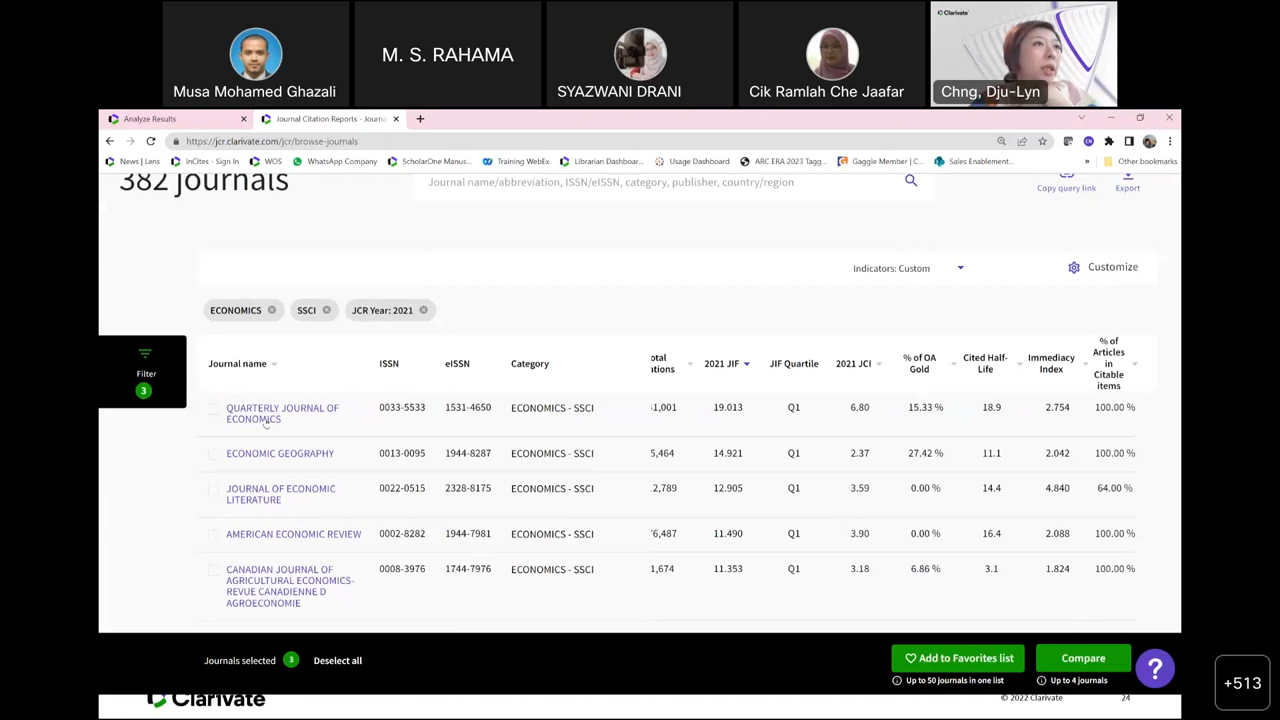 Musa Mohamed Ghazali
M. S. RAHAMA
SYAZWANI DRANI
Cik Ramlah Che Jaafar
Clarivate
Chng, Dju-Lyn
Analyze Results
Journal Citation Reports - Journa
https://jcr.clarivate.com/jcr/browse-journals
News | Lens
InCites - Sign In
WOS
WhatsApp Company
ScholarOne Manus...
Training WebEx
Librarian Dashboar...
Usage Dashboard
ARC ERA 2023 Tagg...
Gaggle Member | C...
Sales Enablement...
»
Other bookmarks
382 journals
Journal name/abbreviation, ISSN/eISSN, category, publisher, country/region
Copy query link
Export
Indicators: Custom
Customize
ECONOMICS
SSCI
JCR Year: 2021
Filter
3
Journal name ISSN eISSN Category otal ations 2021 JIF JIF Quartile 2021 JCI % of OA Gold Cited Half-Life Immediacy Index % of Articles in Citable items
QUARTERLY JOURNAL OF ECONOMICS 0033-5533 1531-4650 ECONOMICS - SSCI 1,001 19.013 Q1 6.80 15.33 % 18.9 2.754 100.00 %
ECONOMIC GEOGRAPHY 0013-0095 1944-8287 ECONOMICS - SSCI 5,464 14.921 Q1 2.37 27.42 % 11.1 2.042 100.00 %
JOURNAL OF ECONOMIC LITERATURE 0022-0515 2328-8175 ECONOMICS - SSCI 2,789 12.905 Q1 3.59 0.00 % 14.4 4.840 64.00 %
AMERICAN ECONOMIC REVIEW 0002-8282 1944-7981 ECONOMICS - SSCI 6,487 11.490 Q1 3.90 0.00 % 16.4 2.088 100.00 %
CANADIAN JOURNAL OF AGRICULTURAL ECONOMICS-REVUE CANADIENNE D AGROECONOMIE 0008-3976 1744-7976 ECONOMICS - SSCI 1,674 11.353 Q1 3.18 6.86 % 3.1 1.824 100.00 %
Journals selected 3 Deselect all
Add to Favorites list
Compare
Up to 50 journals in one list
Up to 4 journals
?
+513
Clarivate
© 2022 Clarivate
24